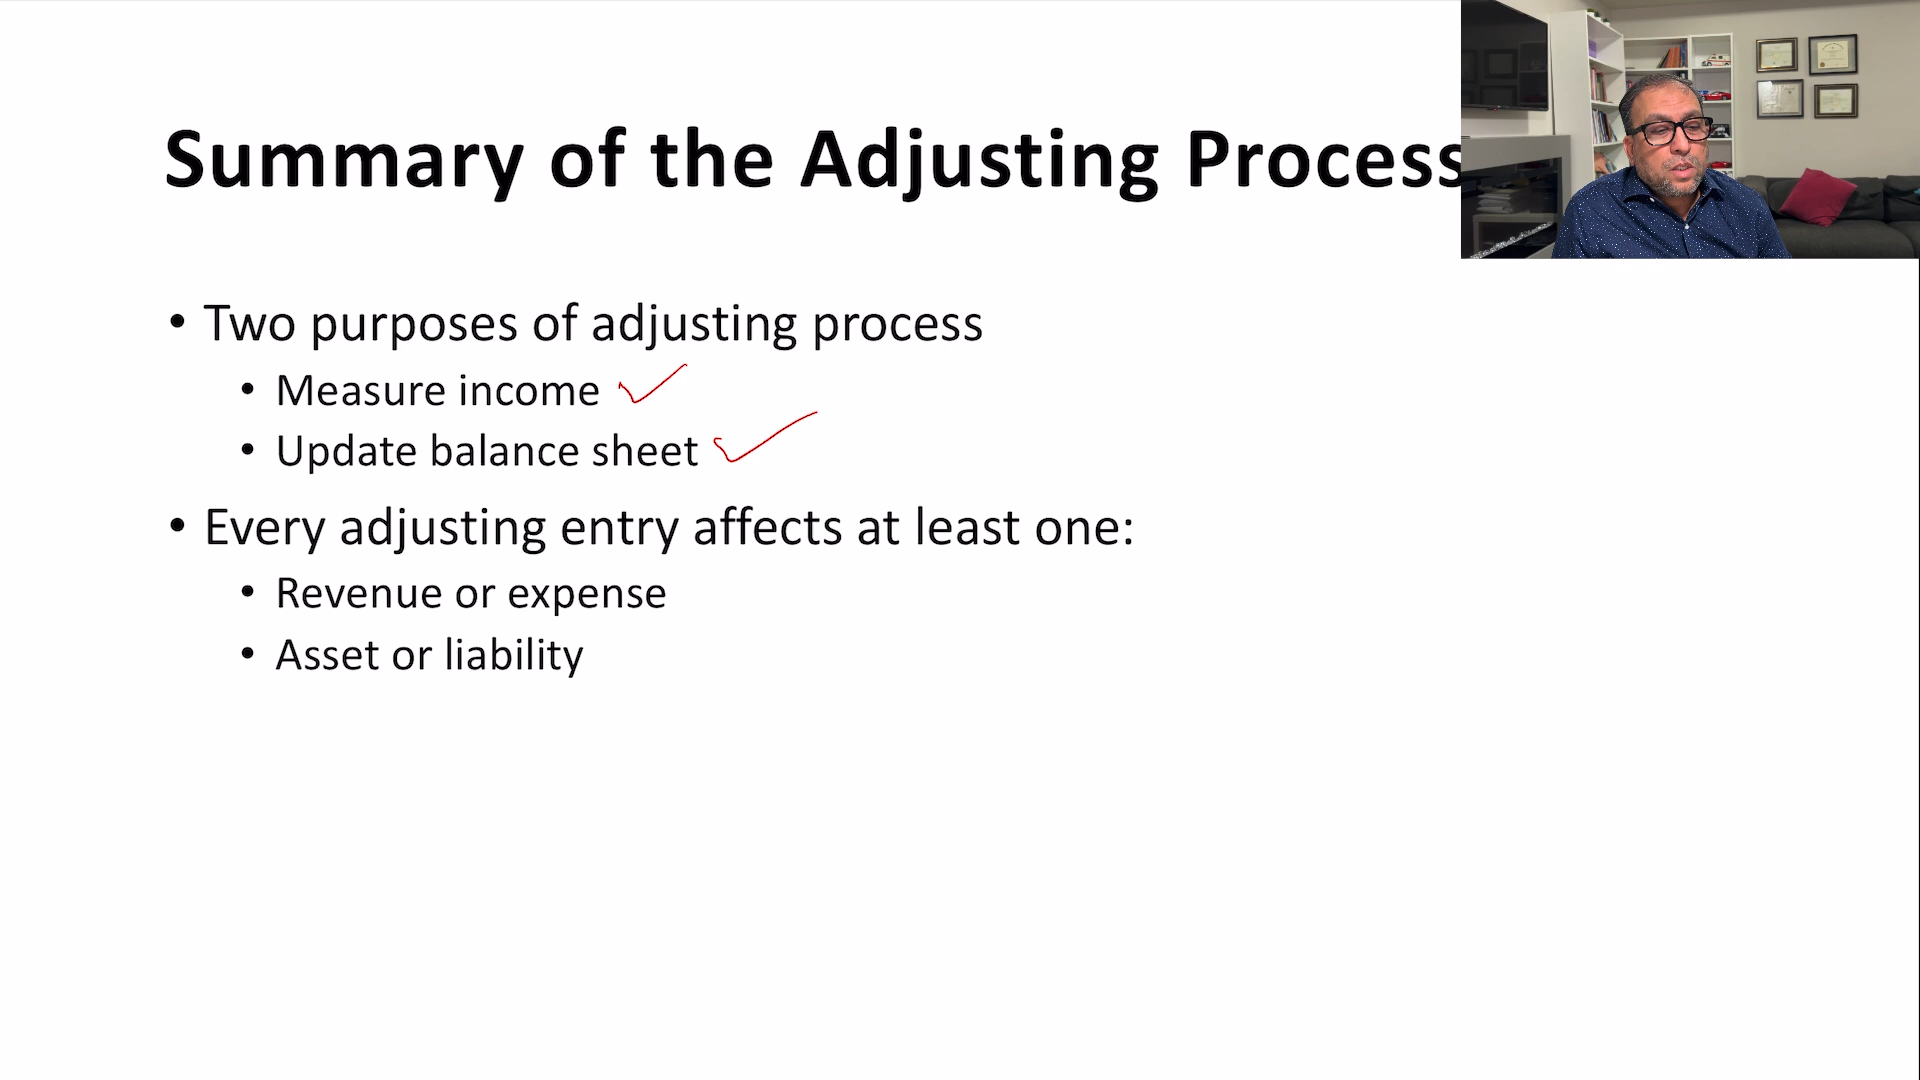 Summary of the Adjusting Process
• Two purposes of adjusting process
• Measure income
• Update balance sheet
• Every adjusting entry affects at least one:
• Revenue or expense
• Asset or liability